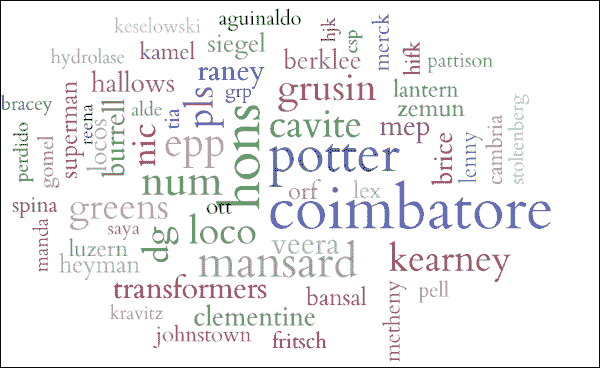 keselowski
aguinaldo
hjk
csp
merck
hifk
hydrolase
kamel
siegel
berklee
pattison
hallows
raney
grp
grusin
lantern
zemun
bracey
superman
reena
locos
burrell
alde
tia
nic
pls
hons
cavite
mep
brice
lenny
cambria
stoltenberg
perdido
gomel
epp
potter
num
orf
lex
spina
greens
ott
coimbatore
manda
saya
dg
loco
veera
luzern
heyman
mansard
kearney
transformers
bansal
metheny
pell
kravitz
clementine
johnstown
fritsch